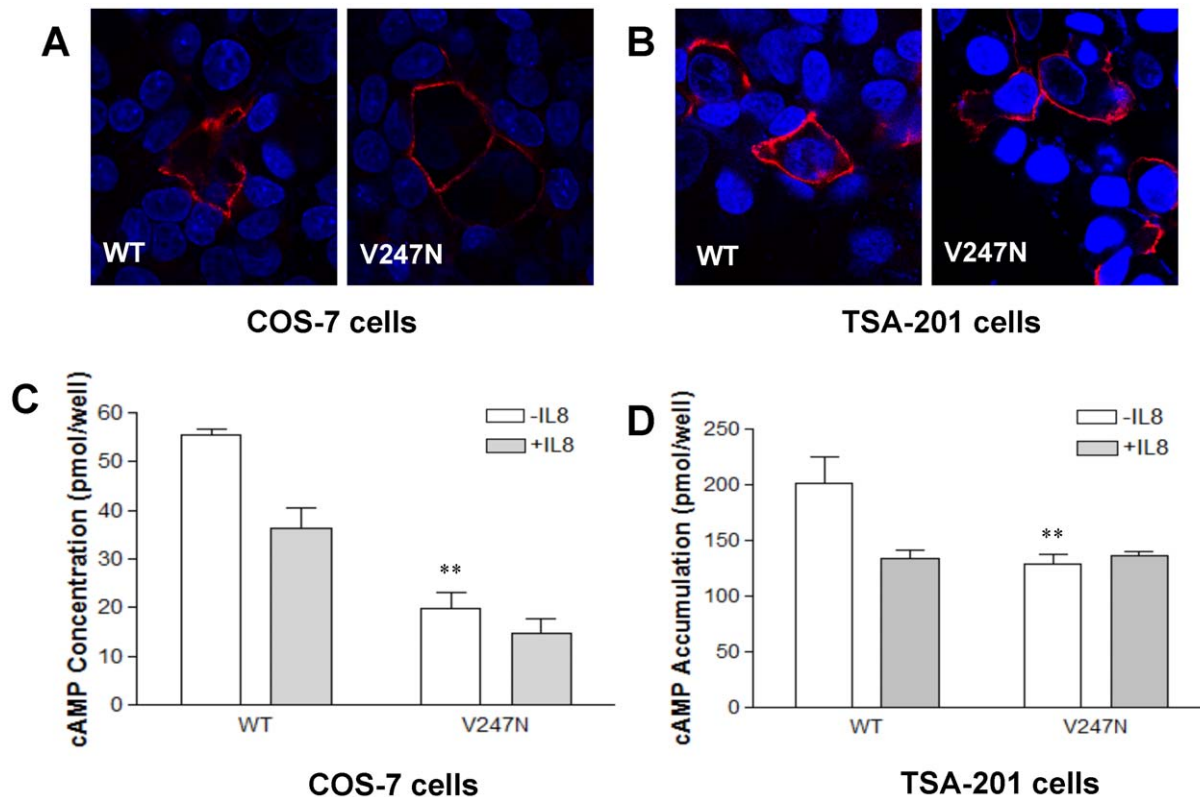 A
B
WT
V247N
WT
V247N
COS-7 cells
TSA-201 cells
C
cAMP Concentration (pmol/well)
60
50
40
30
20
10
0
-IL8
+IL8
**
WT
V247N
COS-7 cells
D
cAMP Accumulation (pmol/well)
250
200
150
100
50
0
-IL8
+IL8
**
WT
V247N
TSA-201 cells